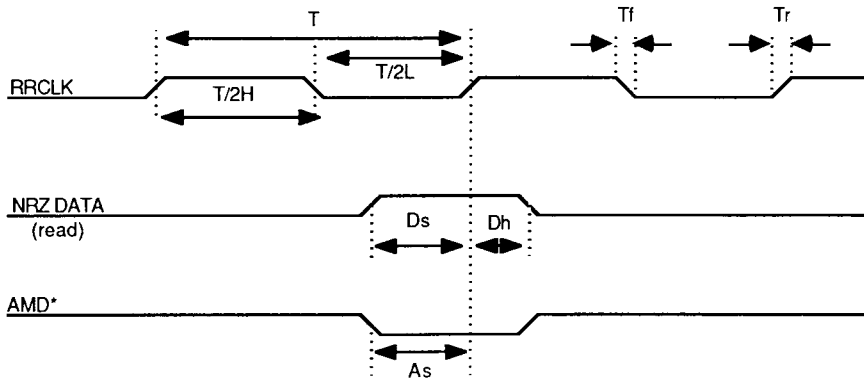 T
Tf
Tr
T/2L
RRCLK
T/2H
NRZ DATA
(read)
Ds
Dh
AMD*
As